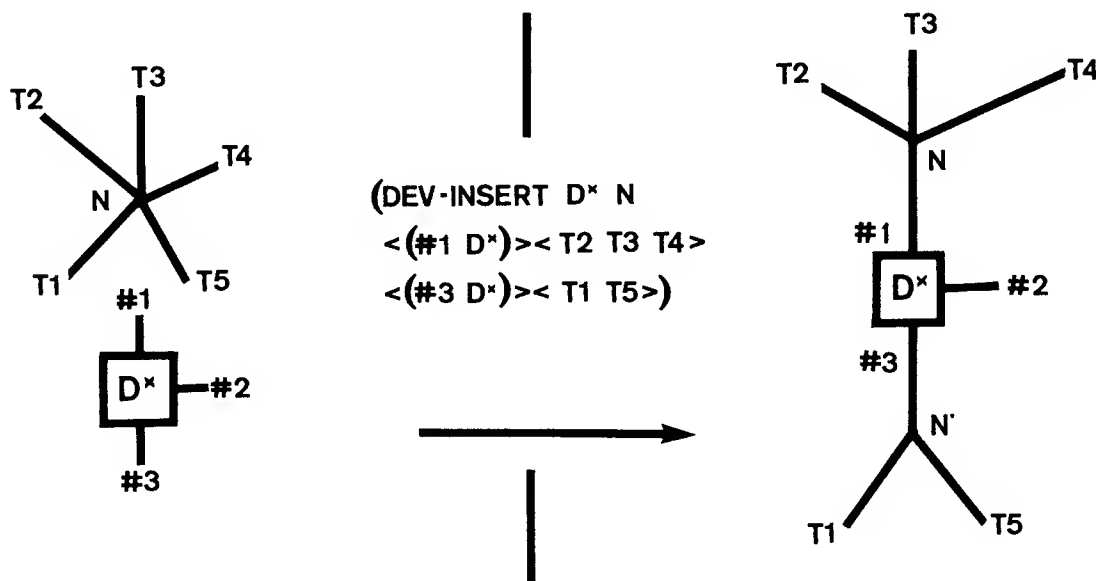 T3
T2
T4
N
T1
T5
#1
D×
#2
#3
(DEV-INSERT D× N
<(#1 D×)>< T2 T3 T4>
<(#3 D×)>< T1 T5>)
T3
T2
T4
N
#1
D×
#2
#3
N'
T1
T5